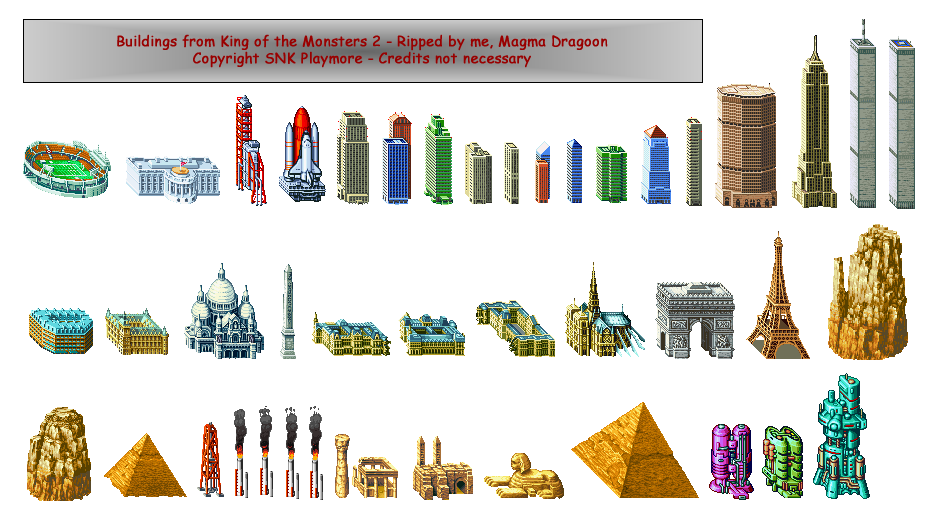 Buildings from King of the Monsters 2 - Ripped by me, Magma Dragoon
Copyright SNK Playmore - Credits not necessary